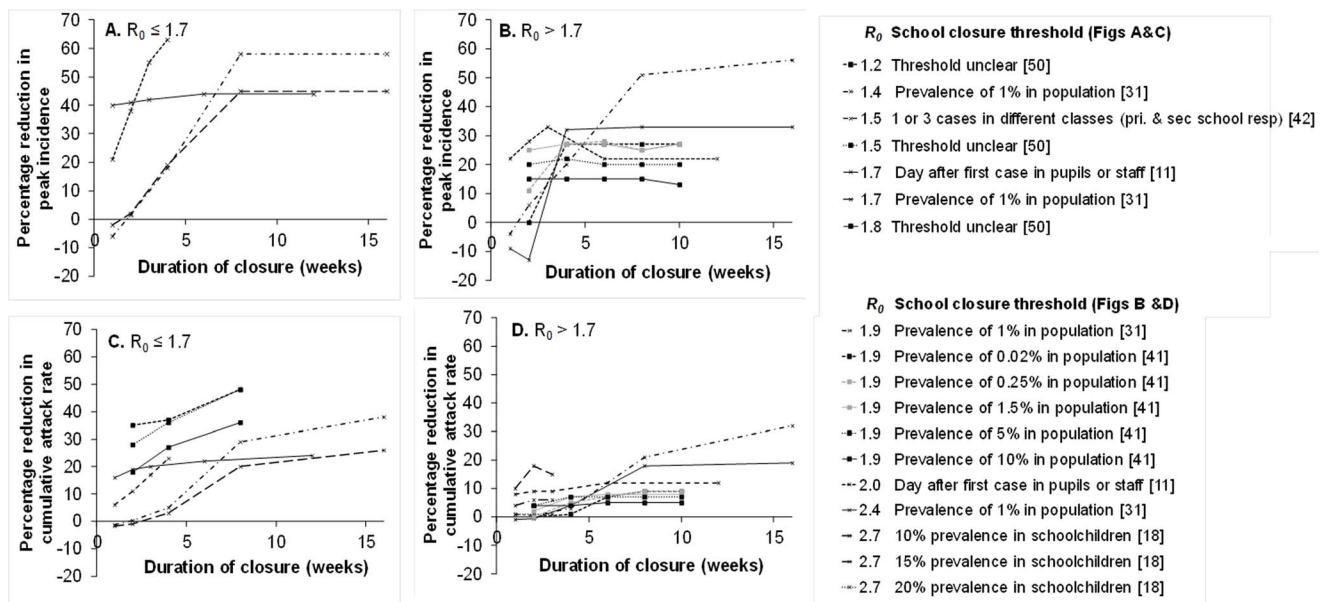 A. R0 ≤ 1.7
Percentage reduction in
peak incidence
70
60
50
40
30
20
10
0
-10
-20
0
5
10
15
Duration of closure (weeks)
B. R0 > 1.7
Percentage reduction in
peak incidence
70
60
50
40
30
20
10
0
-10
-20
0
5
10
15
Duration of closure (weeks)
R0 School closure threshold (Figs A&C)
1.2 Threshold unclear [50]
1.4 Prevalence of 1% in population [31]
1.5 1 or 3 cases in different classes (pri. & sec school resp) [42]
1.5 Threshold unclear [50]
1.7 Day after first case in pupils or staff [11]
1.7 Prevalence of 1% in population [31]
1.8 Threshold unclear [50]
C. R0 ≤ 1.7
Percentage reduction in
cumulative attack rate
70
60
50
40
30
20
10
0
-10
-20
0
5
10
15
Duration of closure (weeks)
D. R0 > 1.7
Percentage reduction in
cumulative attack rate
70
60
50
40
30
20
10
0
-10
-20
0
5
10
15
Duration of closure (weeks)
R0 School closure threshold (Figs B &D)
1.9 Prevalence of 1% in population [31]
1.9 Prevalence of 0.02% in population [41]
1.9 Prevalence of 0.25% in population [41]
1.9 Prevalence of 1.5% in population [41]
1.9 Prevalence of 5% in population [41]
1.9 Prevalence of 10% in population [41]
2.0 Day after first case in pupils or staff [11]
2.4 Prevalence of 1% in population [31]
2.7 10% prevalence in schoolchildren [18]
2.7 15% prevalence in schoolchildren [18]
2.7 20% prevalence in schoolchildren [18]